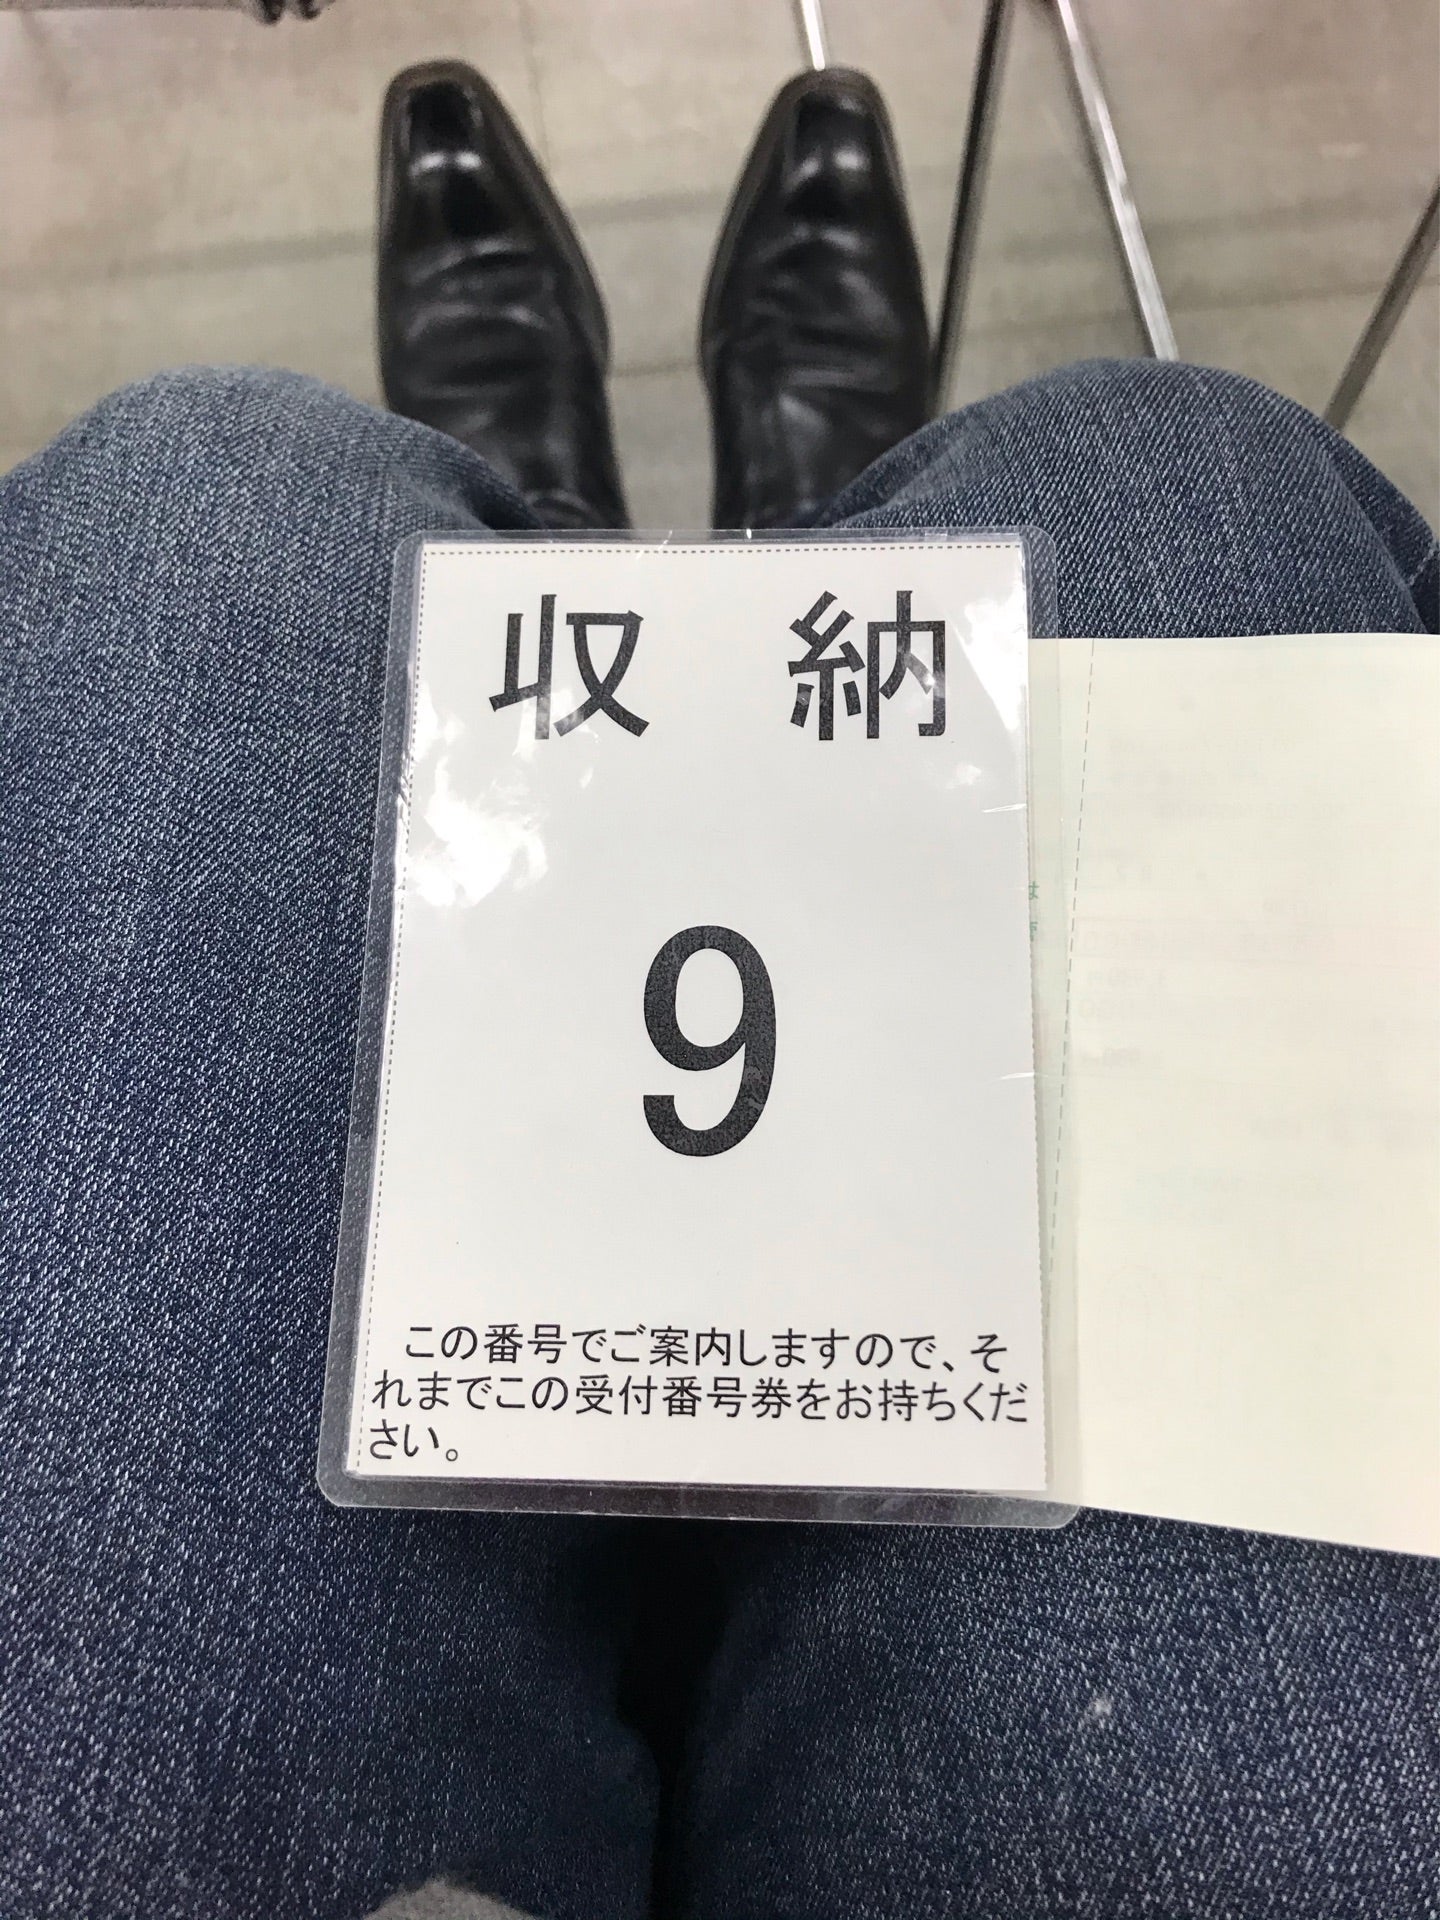 収 納
9
この番号でご案内しますので、そ
れまでこの受付番号券をお持ちくだ
さい。